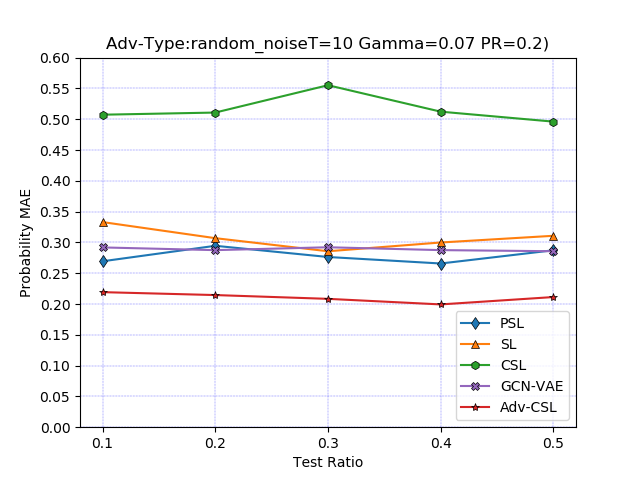 Adv-Type:random_noiseT=10 Gamma=0.07 PR=0.2)
0.60
0.55
0.50
0.45
0.40
0.35
0.30
0.25
0.20
0.15
0.10
0.05
0.00
Probability MAE
PSL
SL
CSL
GCN-VAE
Adv-CSL
0.1 0.2 0.3 0.4 0.5
Test Ratio